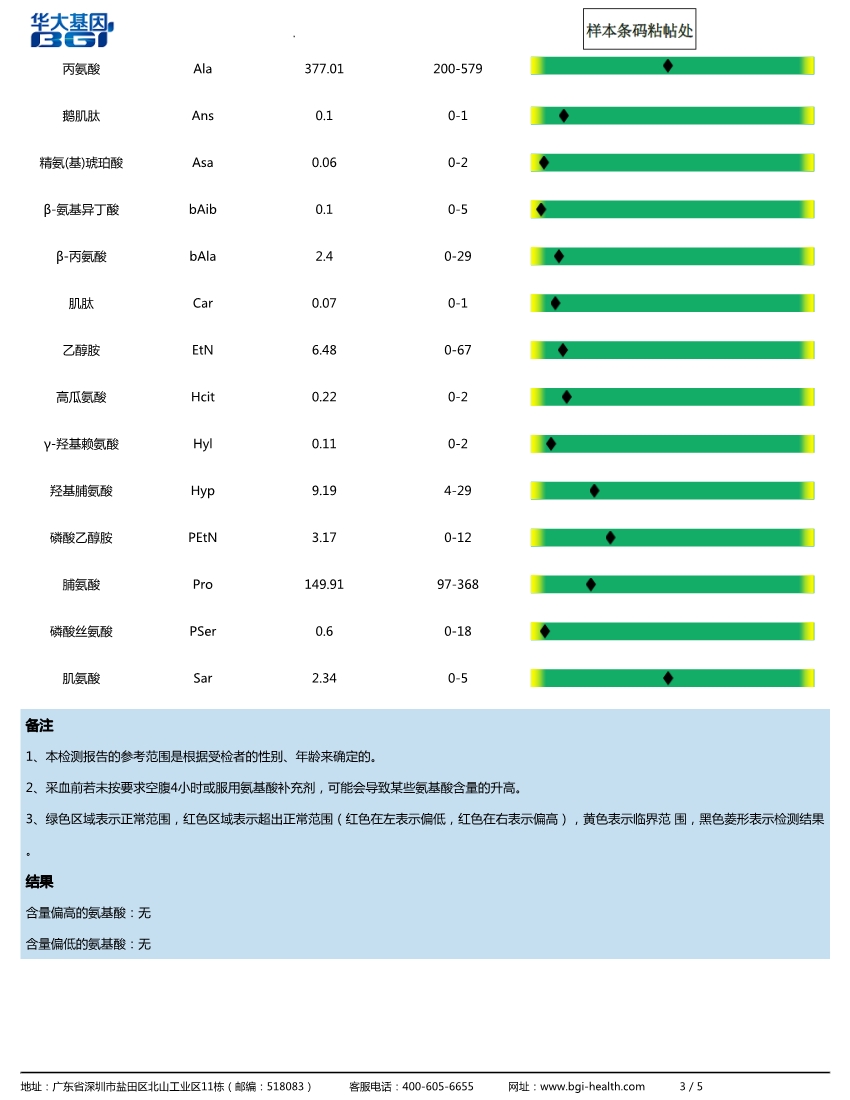 华大基因
BGI
样本条码粘帖处
丙氨酸 Ala 377.01 200-579
鹅肌肽 Ans 0.1 0-1
精氨(基)琥珀酸 Asa 0.06 0-2
β-氨基异丁酸 bAib 0.1 0-5
β-丙氨酸 bAla 2.4 0-29
肌肽 Car 0.07 0-1
乙醇胺 EtN 6.48 0-67
高瓜氨酸 Hcit 0.22 0-2
γ-羟基赖氨酸 Hyl 0.11 0-2
羟基脯氨酸 Hyp 9.19 4-29
磷酸乙醇胺 PEtN 3.17 0-12
脯氨酸 Pro 149.91 97-368
磷酸丝氨酸 PSer 0.6 0-18
肌氨酸 Sar 2.34 0-5
备注
1、本检测报告的参考范围是根据受检者的性别、年龄来确定的。
2、采血前若未按要求空腹4小时或服用氨基酸补充剂，可能会导致某些氨基酸含量的升高。
3、绿色区域表示正常范围，红色区域表示超出正常范围（红色在左表示偏低，红色在右表示偏高），黄色表示临界范 围，黑色菱形表示检测结果
。
结果
含量偏高的氨基酸：无
含量偏低的氨基酸：无
地址：广东省深圳市盐田区北山工业区11栋（邮编：518083） 客服电话：400-605-6655 网址：www.bgi-health.com 3 / 5